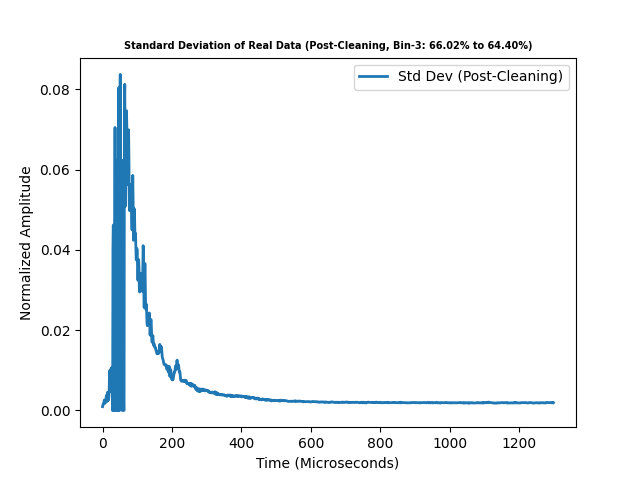 Standard Deviation of Real Data (Post-Cleaning, Bin-3: 66.02% to 64.40%)
Std Dev (Post-Cleaning)
Normalized Amplitude
0.08
0.06
0.04
0.02
0.00
0 200 400 600 800 1000 1200
Time (Microseconds)